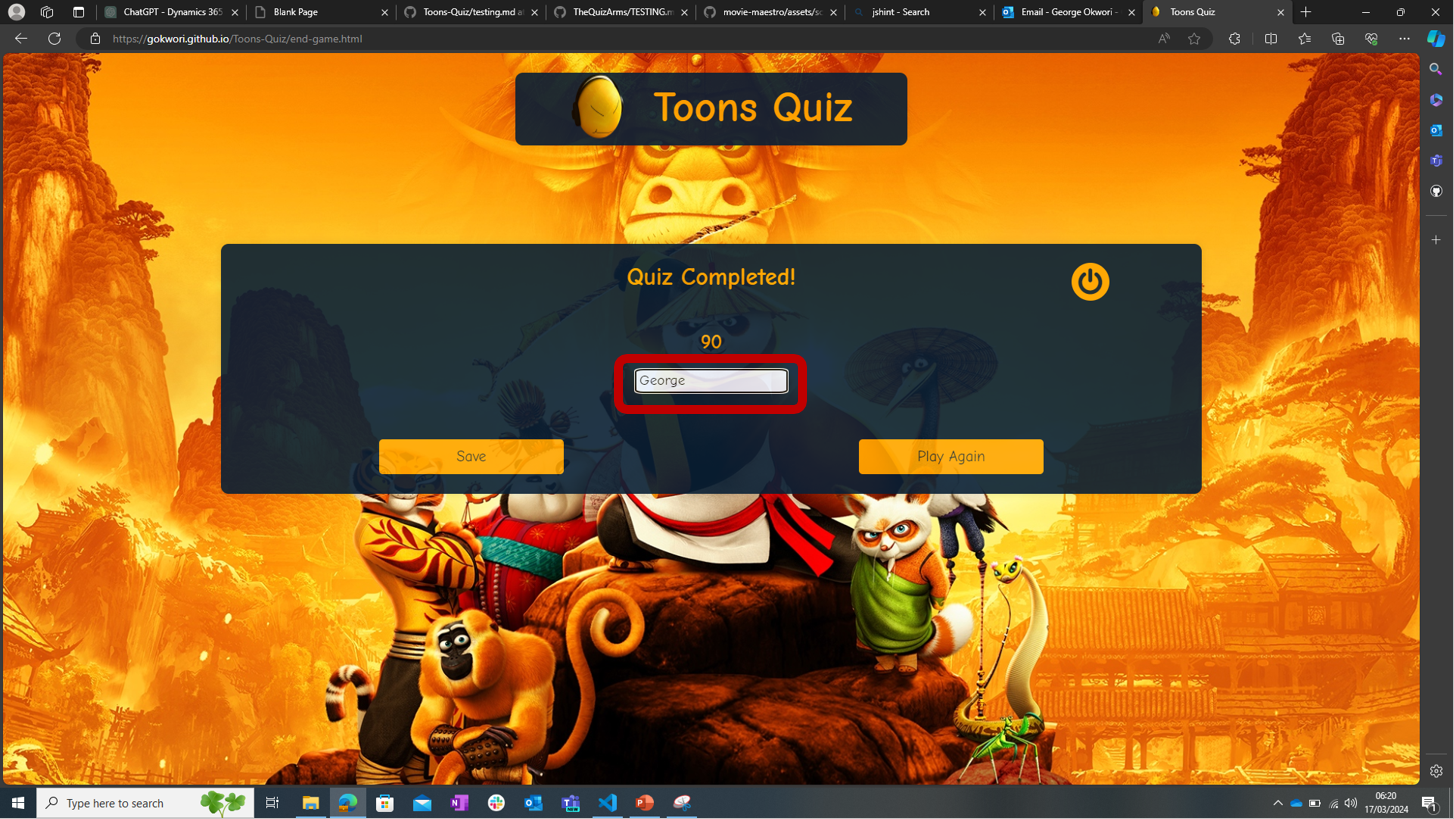 ChatGPT - Dynamics 365
Blank Page
Toons-Quiz/testing.md at
TheQuizArms/TESTING.m
movie-maestro/assets/sc
jshint - Search
Email - George Okwori -
Toons Quiz
https://gokwori.github.io/Toons-Quiz/end-game.html
Toons Quiz
Quiz Completed!
90
George
Save
Play Again
Type here to search
06:20
17/03/2024
1